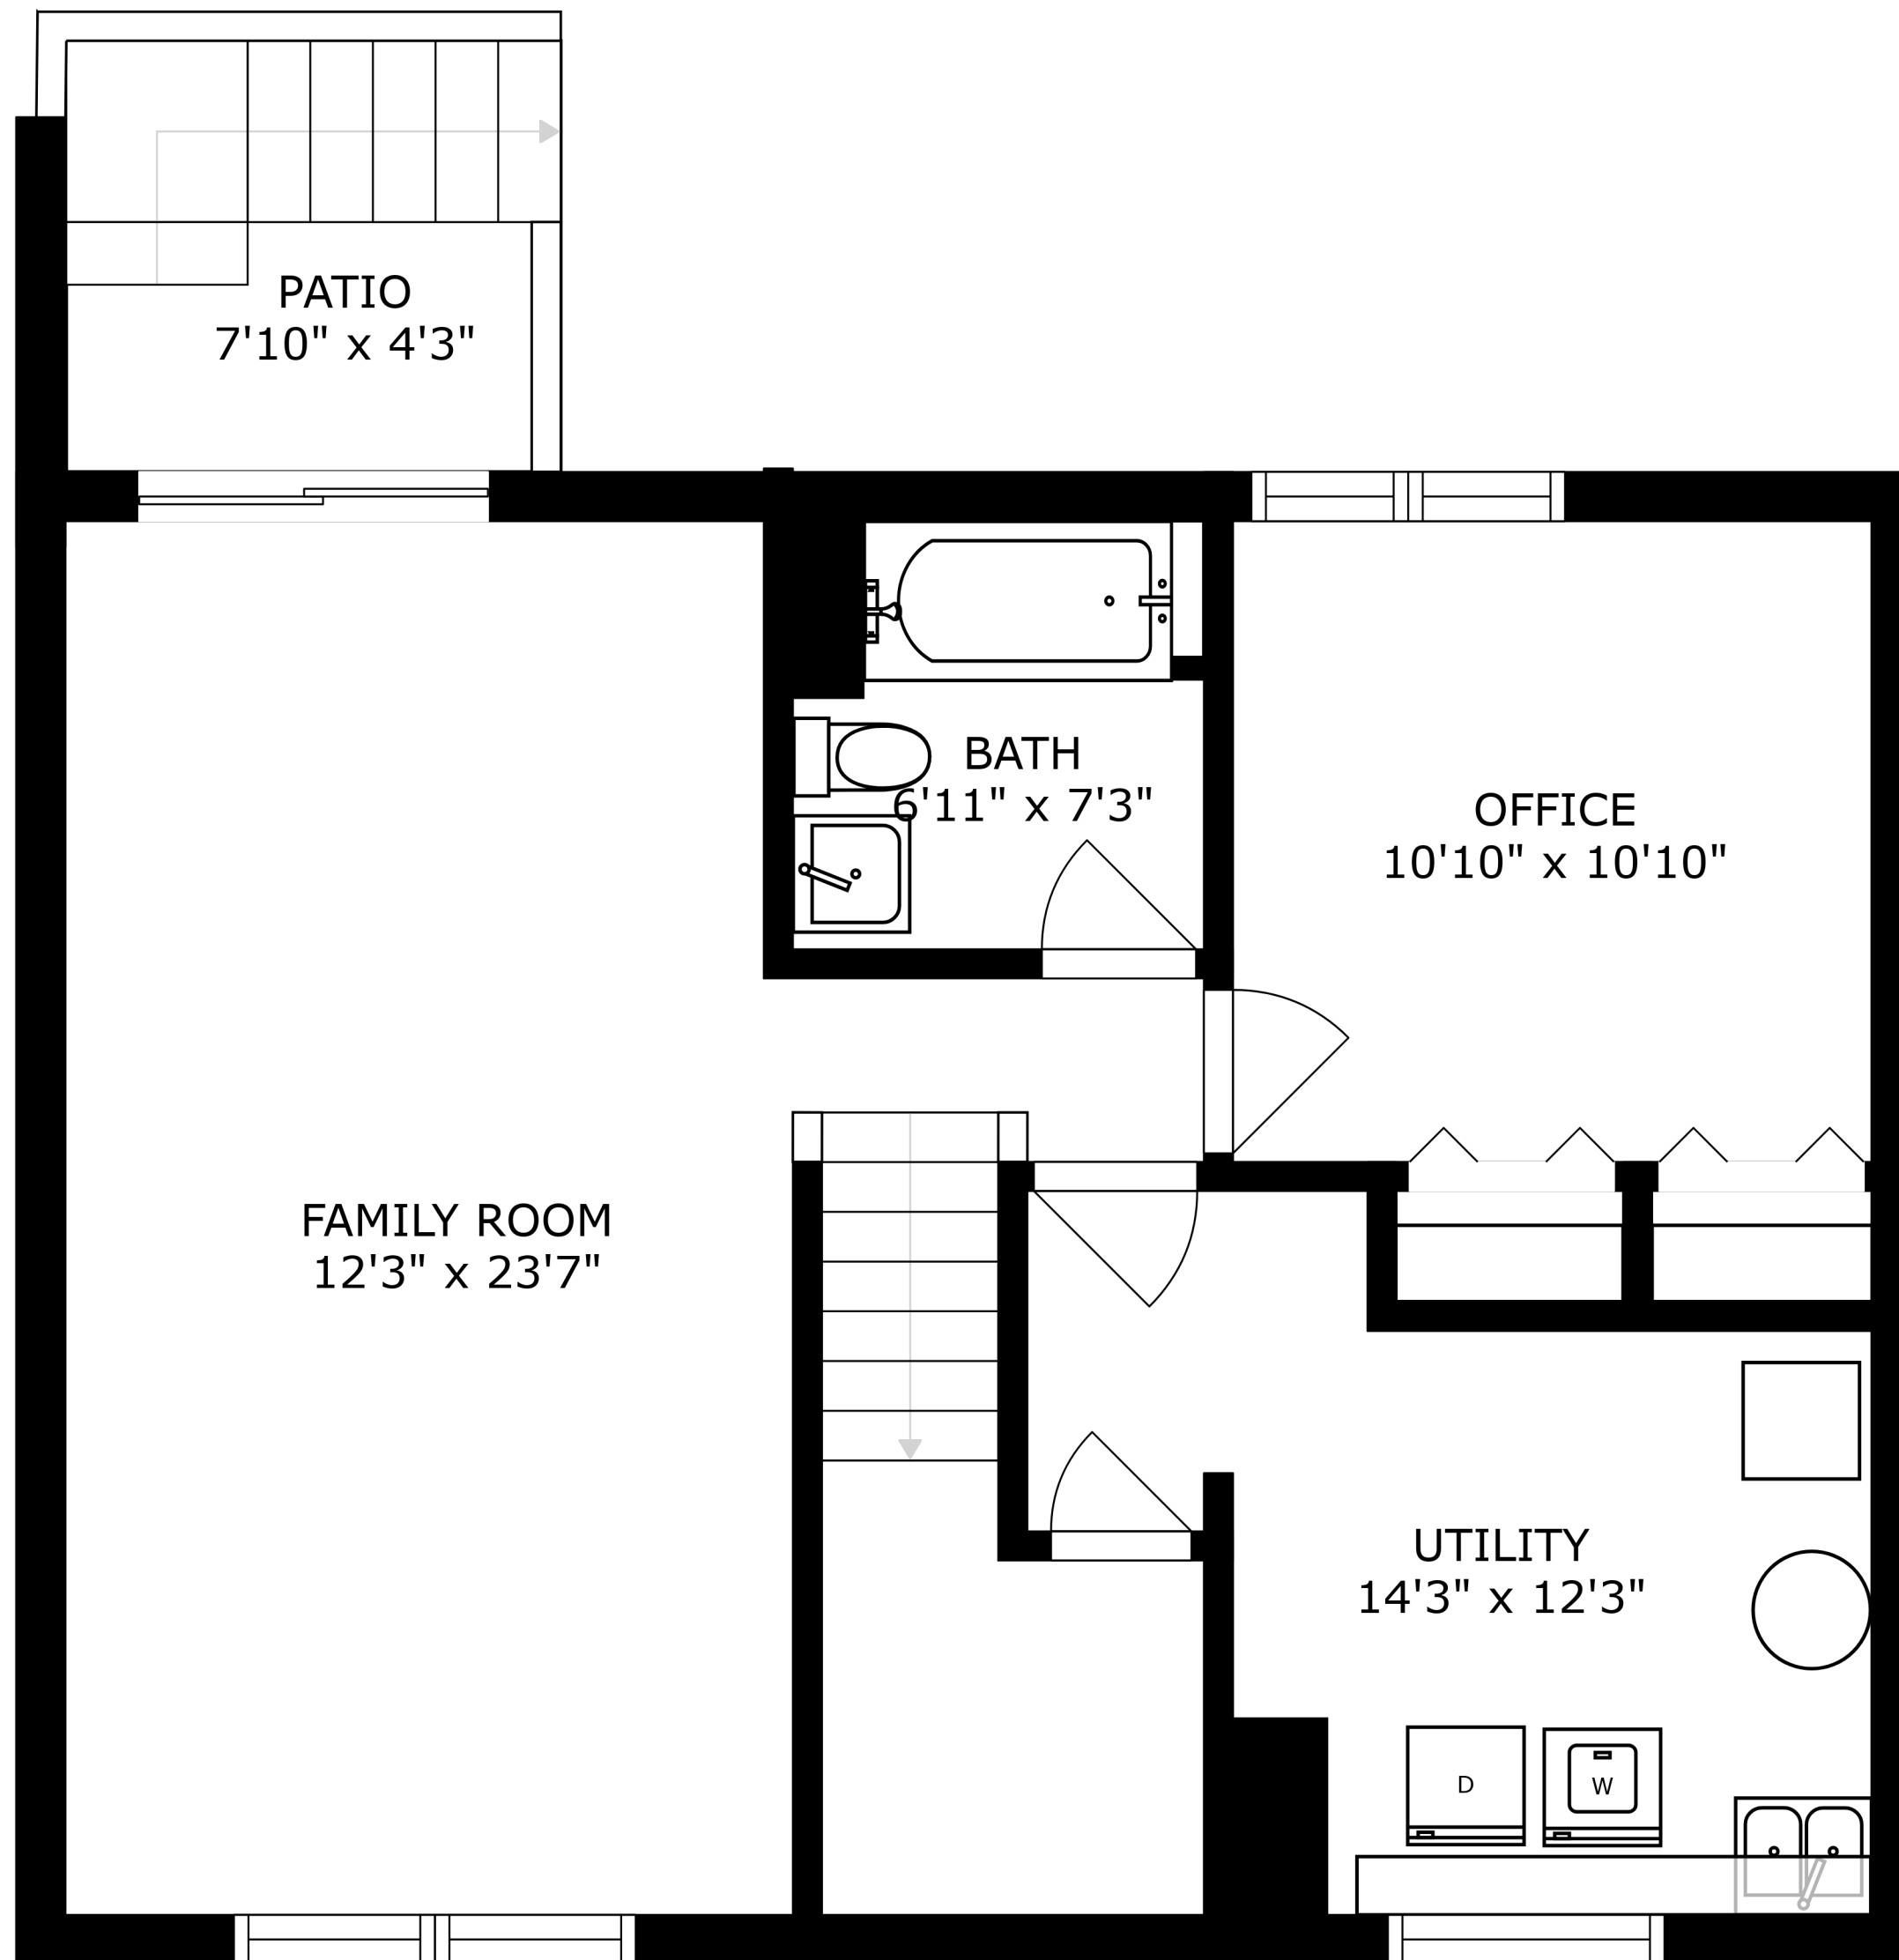 PATIO
7'10" x 4'3"
BATH
6'11" x 7'3"
OFFICE
10'10" x 10'10"
FAMILY ROOM
12'3" x 23'7"
UTILITY
14'3" x 12'3"
D
W